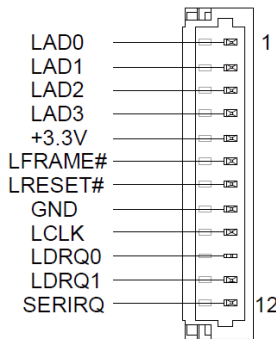 LAD0 1
LAD1
LAD2
LAD3
+3.3V
LFRAME#
LRESET#
GND
LCLK
LDRQ0
LDRQ1
SERIRQ 12